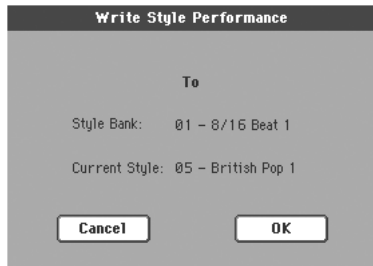 Write Style Performance
To
Style Bank: 01 - 8/16 Beat 1
Current Style: 05 - British Pop 1
Cancel OK